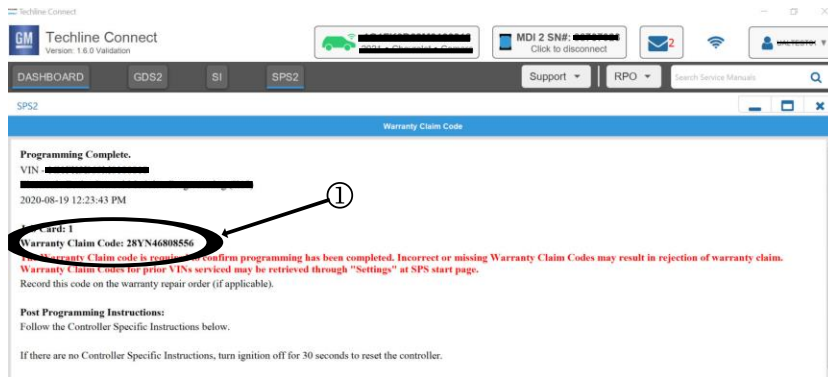 Techline Connect
GM Techline Connect
Version: 1.6.0 Validation
2021 • Chevrolet • Camaro
MDI 2 SN#:
Click to disconnect
2
DASHBOARD GDS2 SI SPS2 Support RPO Search Service Manuals
SPS2
Warranty Claim Code
Programming Complete.
VIN -
2020-08-19 12:23:43 PM
1
Card: 1
Warranty Claim Code: 28YN46808556
Warranty Claim code is required to confirm programming has been completed. Incorrect or missing Warranty Claim Codes may result in rejection of warranty claim.
Warranty Claim Codes for prior VINs serviced may be retrieved through "Settings" at SPS start page.
Record this code on the warranty repair order (if applicable).
Post Programming Instructions:
Follow the Controller Specific Instructions below.
If there are no Controller Specific Instructions, turn ignition off for 30 seconds to reset the controller.